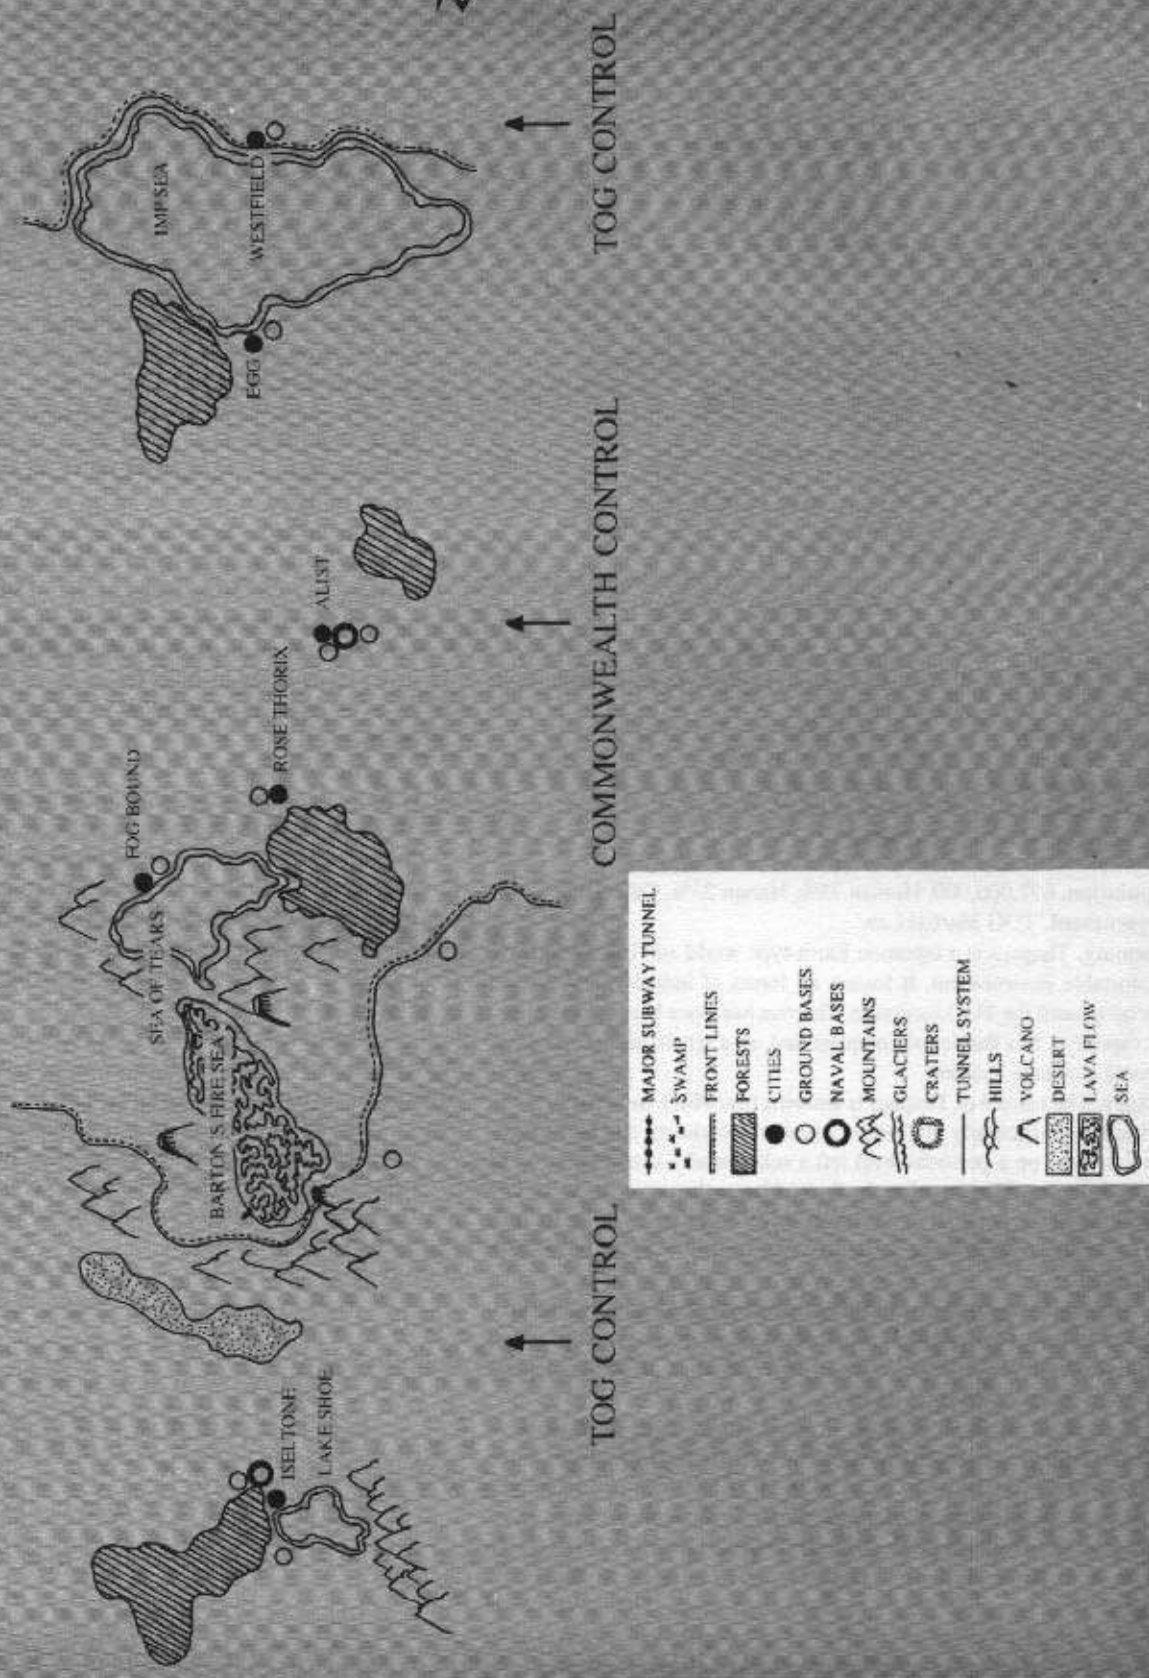 TOG CONTROL
COMMONWEALTH CONTROL
TOG CONTROL
ISELTONE
LAKE SHOE
BARTON'S FIRE SEA
SEA OF TEARS
FOG BOUND
ROSE THORIX
ALIST
EGG
WESTFIELD
IMP SEA
MAJOR SUBWAY TUNNEL
SWAMP
FRONT LINES
FORESTS
CITIES
GROUND BASES
NAVAL BASES
MOUNTAINS
GLACIERS
CRATERS
TUNNEL SYSTEM
HILLS
VOLCANO
DESERT
LAVA FLOW
SEA